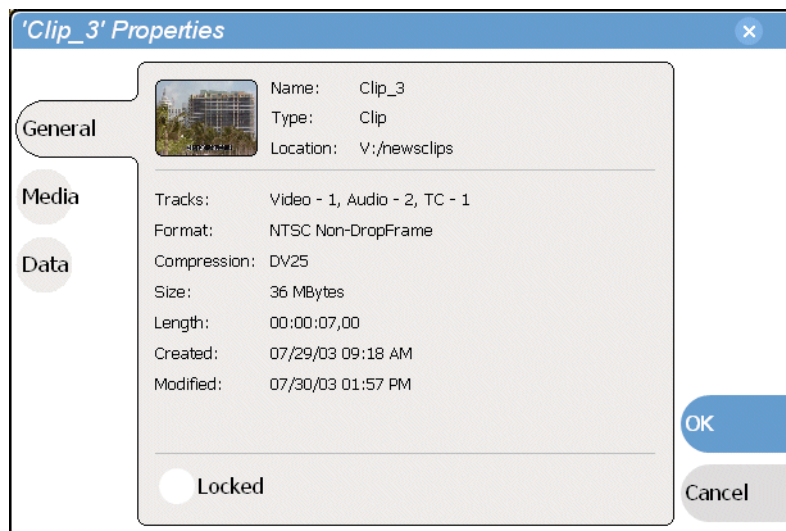 'Clip_3' Properties
General
Media
Data
Name: Clip_3
Type: Clip
Location: V:/newsclips
Tracks: Video - 1, Audio - 2, TC - 1
Format: NTSC Non-DropFrame
Compression: DV25
Size: 36 MBytes
Length: 00:00:07,00
Created: 07/29/03 09:18 AM
Modified: 07/30/03 01:57 PM
Locked
OK
Cancel